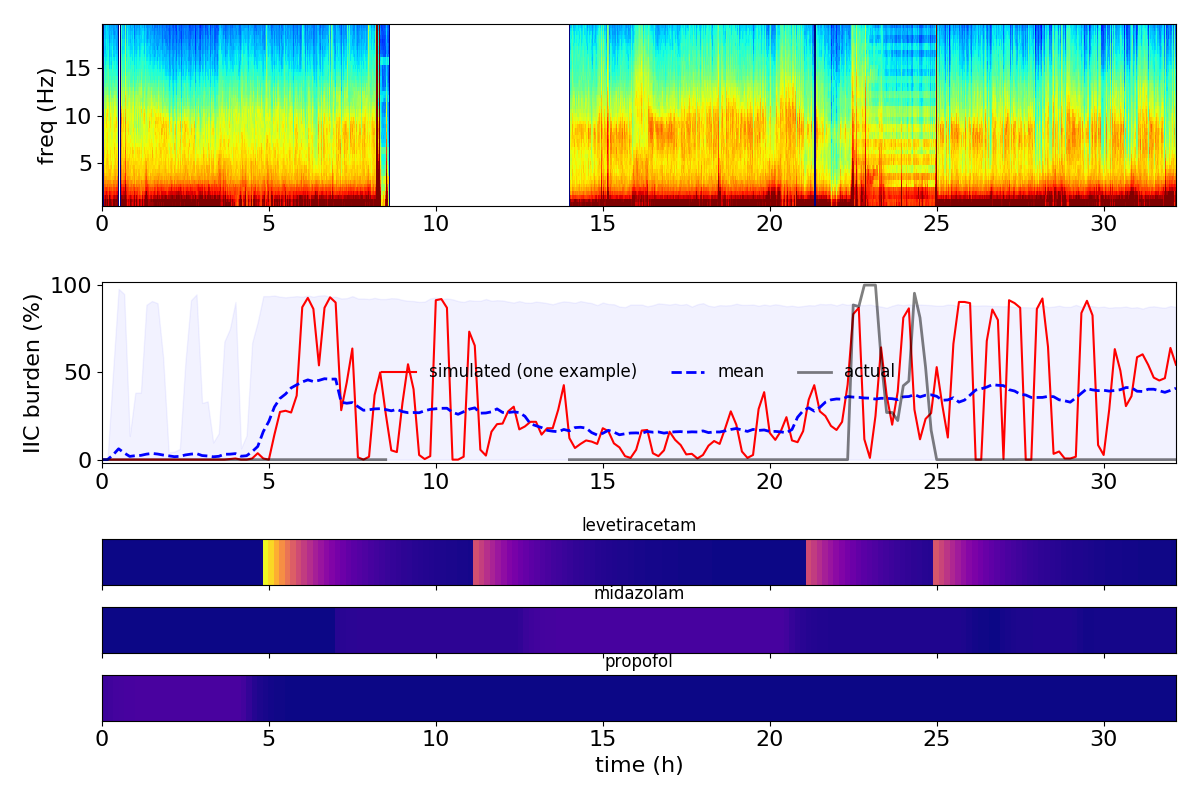 freq (Hz)
15
10
5
0 5 10 15 20 25 30
IIC burden (%)
100
50
0
simulated (one example) mean actual
0 5 10 15 20 25 30
levetiracetam
midazolam
propofol
0 5 10 15 20 25 30
time (h)